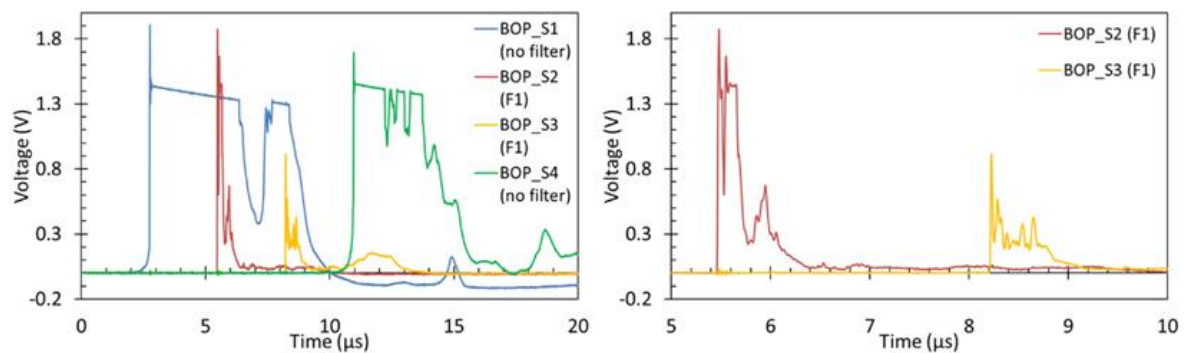 1.8
1.3
0.8
0.3
-0.2
Voltage (V)
0
5
10
15
20
Time (µs)
BOP_S1
(no filter)
BOP_S2
(F1)
BOP_S3
(F1)
BOP_S4
(no filter)
1.8
1.3
0.8
0.3
-0.2
Voltage (V)
5
6
7
8
9
10
Time (µs)
BOP_S2 (F1)
BOP_S3 (F1)